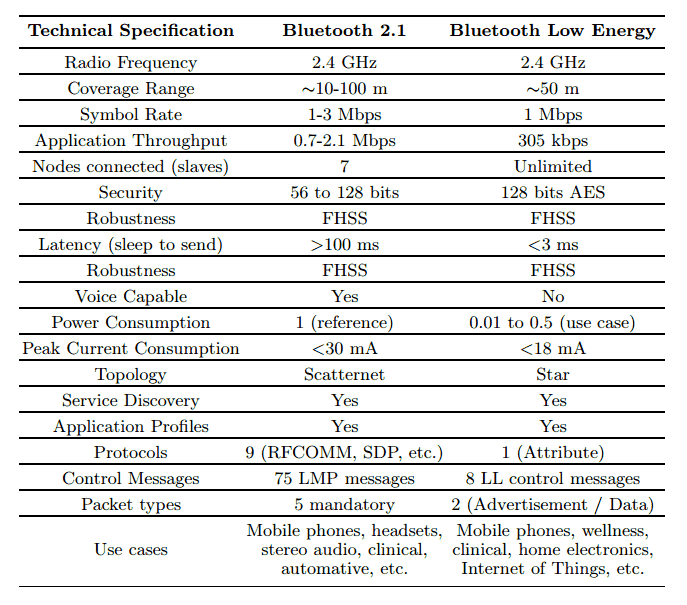 Technical Specification Bluetooth 2.1 Bluetooth Low Energy
Radio Frequency 2.4 GHz 2.4 GHz
Coverage Range ∼10-100 m ∼50 m
Symbol Rate 1-3 Mbps 1 Mbps
Application Throughput 0.7-2.1 Mbps 305 kbps
Nodes connected (slaves) 7 Unlimited
Security 56 to 128 bits 128 bits AES
Robustness FHSS FHSS
Latency (sleep to send) >100 ms <3 ms
Robustness FHSS FHSS
Voice Capable Yes No
Power Consumption 1 (reference) 0.01 to 0.5 (use case)
Peak Current Consumption <30 mA <18 mA
Topology Scatternet Star
Service Discovery Yes Yes
Application Profiles Yes Yes
Protocols 9 (RFCOMM, SDP, etc.) 1 (Attribute)
Control Messages 75 LMP messages 8 LL control messages
Packet types 5 mandatory 2 (Advertisement / Data)
Mobile phones, headsets, Mobile phones, wellness,
Use cases stereo audio, clinical, clinical, home electronics,
automative, etc. Internet of Things, etc.